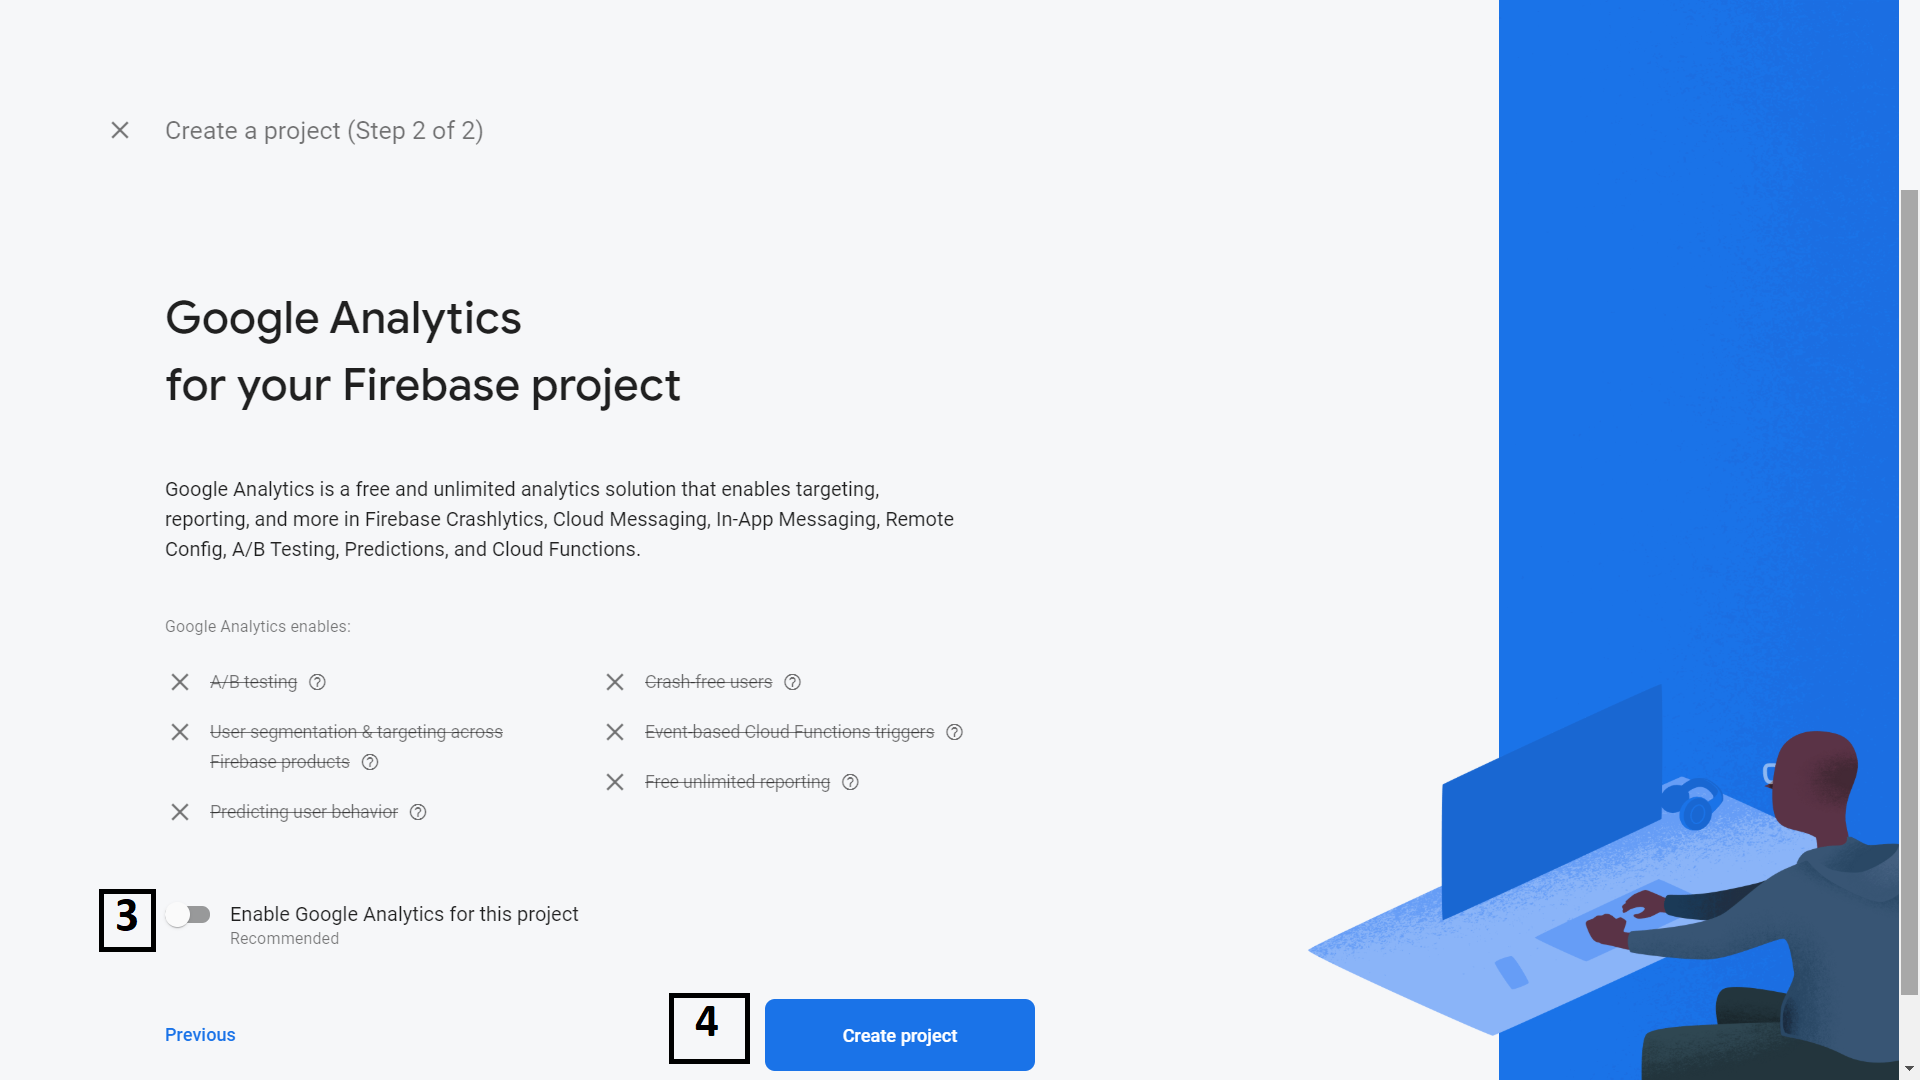 Create a project (Step 2 of 2)
Google Analytics
for your Firebase project
Google Analytics is a free and unlimited analytics solution that enables targeting,
reporting, and more in Firebase Crashlytics, Cloud Messaging, In-App Messaging, Remote
Config, A/B Testing, Predictions, and Cloud Functions.
Google Analytics enables:
A/B testing
User segmentation & targeting across
Firebase products
Predicting user behavior
Crash-free users
Event-based Cloud Functions triggers
Free unlimited reporting
3
Enable Google Analytics for this project
Recommended
Previous
4
Create project